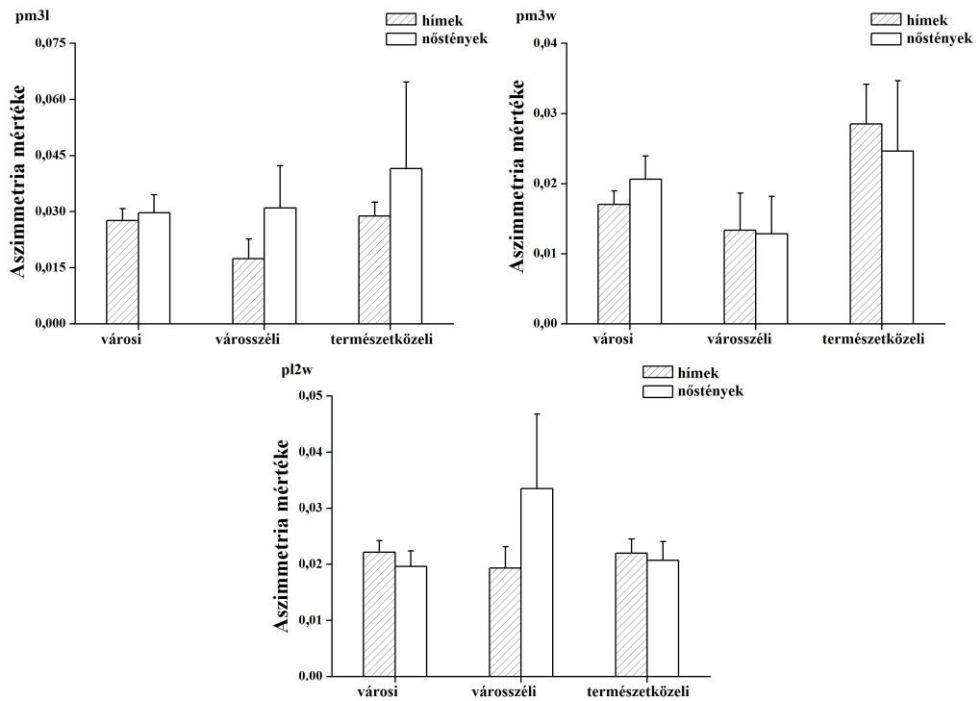 pm3l
hímek
nőstények
0,075
0,060
0,045
0,030
0,015
0,000
Aszimmetria mértéke
városi
városszéli
természetközeli
pm3w
hímek
nőstények
0,04
0,03
0,02
0,01
0,00
Aszimmetria mértéke
városi
városszéli
természetközeli
pl2w
hímek
nőstények
0,05
0,04
0,03
0,02
0,01
0.00
Aszimmetria mértéke
városi
városszéli
természetközeli